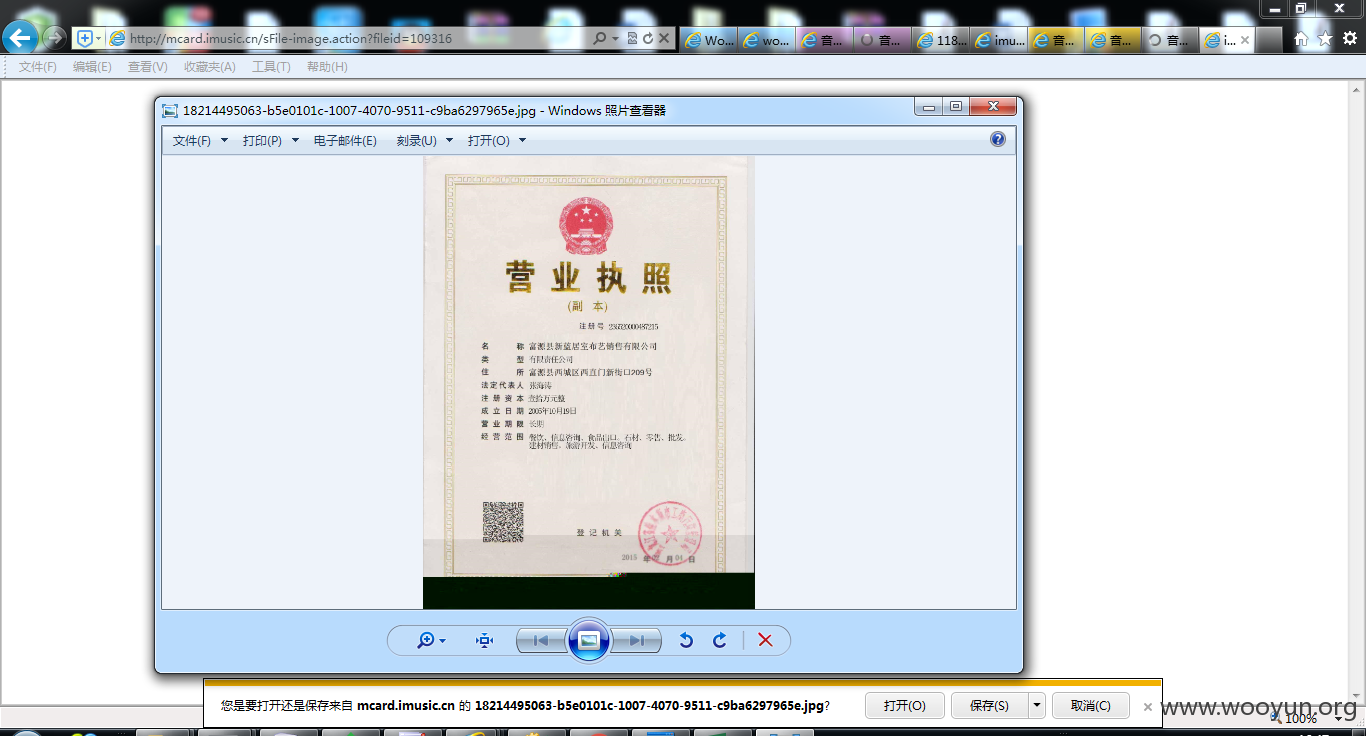 http://mcard.imusic.cn/sFile-image.action?fileid=109316
Wo...
wo...
音...
音...
118...
imu...
音...
音...
音...
i...
文件(F)
编辑(E)
查看(V)
收藏夹(A)
工具(T)
帮助(H)
18214495063-b5e0101c-1007-4070-9511-c9ba6297965e.jpg - Windows 照片查看器
文件(F)
打印(P)
电子邮件(E)
刻录(U)
打开(O)
营业执照
(副 本)
注册号
名 称 富源县新蓝居室布艺销售有限公司
类 型 有限责任公司
住 所 富源县西城区西直门新街口209号
法定代表人 张海涛
注册资本 壹拾万元整
成立日期 2005年10月19日
营业期限 长期
经营范围 餐饮、信息咨询、食品出口、石材、零售、批发、
建材销售、旅游开发、信息咨询
登记机关
2015 年 月 01 日
您是要打开还是保存来自 mcard.imusic.cn 的 18214495063-b5e0101c-1007-4070-9511-c9ba6297965e.jpg?
打开(O)
保存(S)
取消(C)
www.wooyun.org
100%